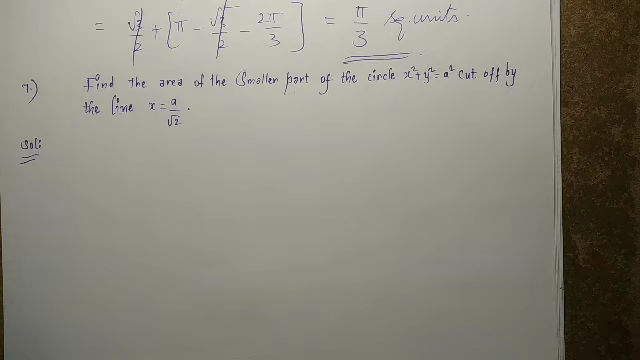 = √3/2 + [π − √3/2 − 2π/3] = π/3 sq units.
7.) Find the area of the smaller part of the circle x²+y²=a² cut off by
the line x = a/√2 .
Sol: